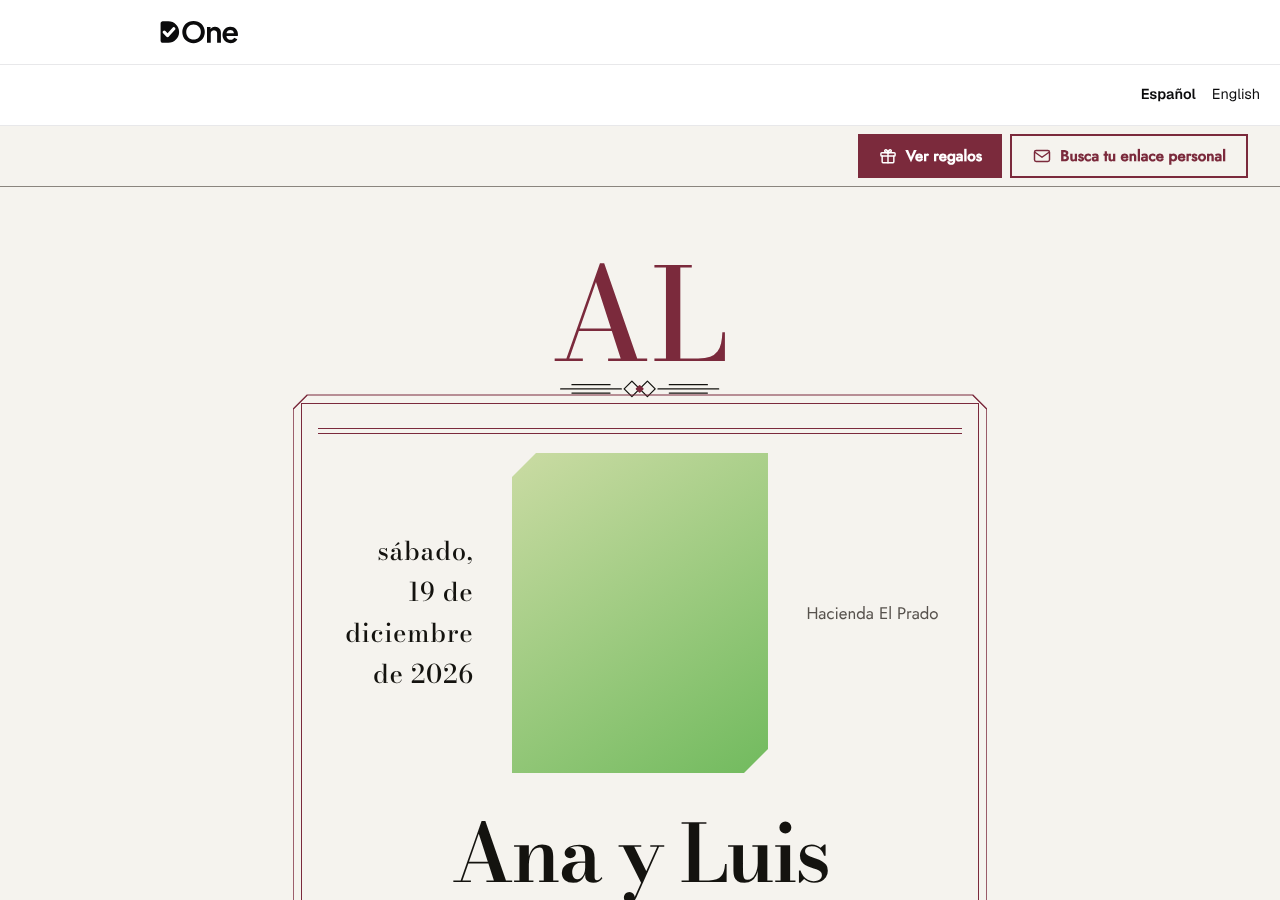 One
Español English
Ver regalos Busca tu enlace personal
AL
sábado,
19 de
diciembre
de 2026
Hacienda El Prado
Ana y Luis